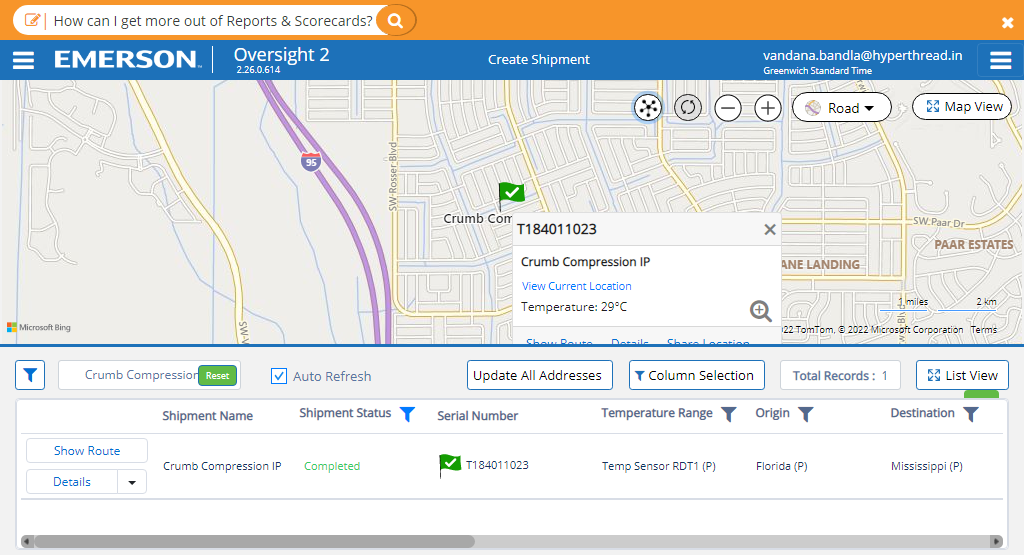 How can I get more out of Reports & Scorecards?
EMERSON
Oversight 2
2.26.0.614
Create Shipment
vandana.bandla@hyperthread.in
Greenwich Standard Time
Road
Map View
95
SW Rosser Blvd
Crumb Com
T184011023
Crumb Compression IP
View Current Location
Temperature: 29°C
Show Route Details Share Location
SW Paar Dr
PAAR ESTATES
ANE LANDING
1 miles
2 km
Microsoft Bing
22 TomTom, © 2022 Microsoft Corporation Terms
Crumb Compression
Reset
Auto Refresh
Update All Addresses
Column Selection
Total Records : 1
List View
Shipment Name
Shipment Status
Serial Number
Temperature Range
Origin
Destination
Show Route
Details
Crumb Compression IP
Completed
T184011023
Temp Sensor RDT1 (P)
Florida (P)
Mississippi (P)